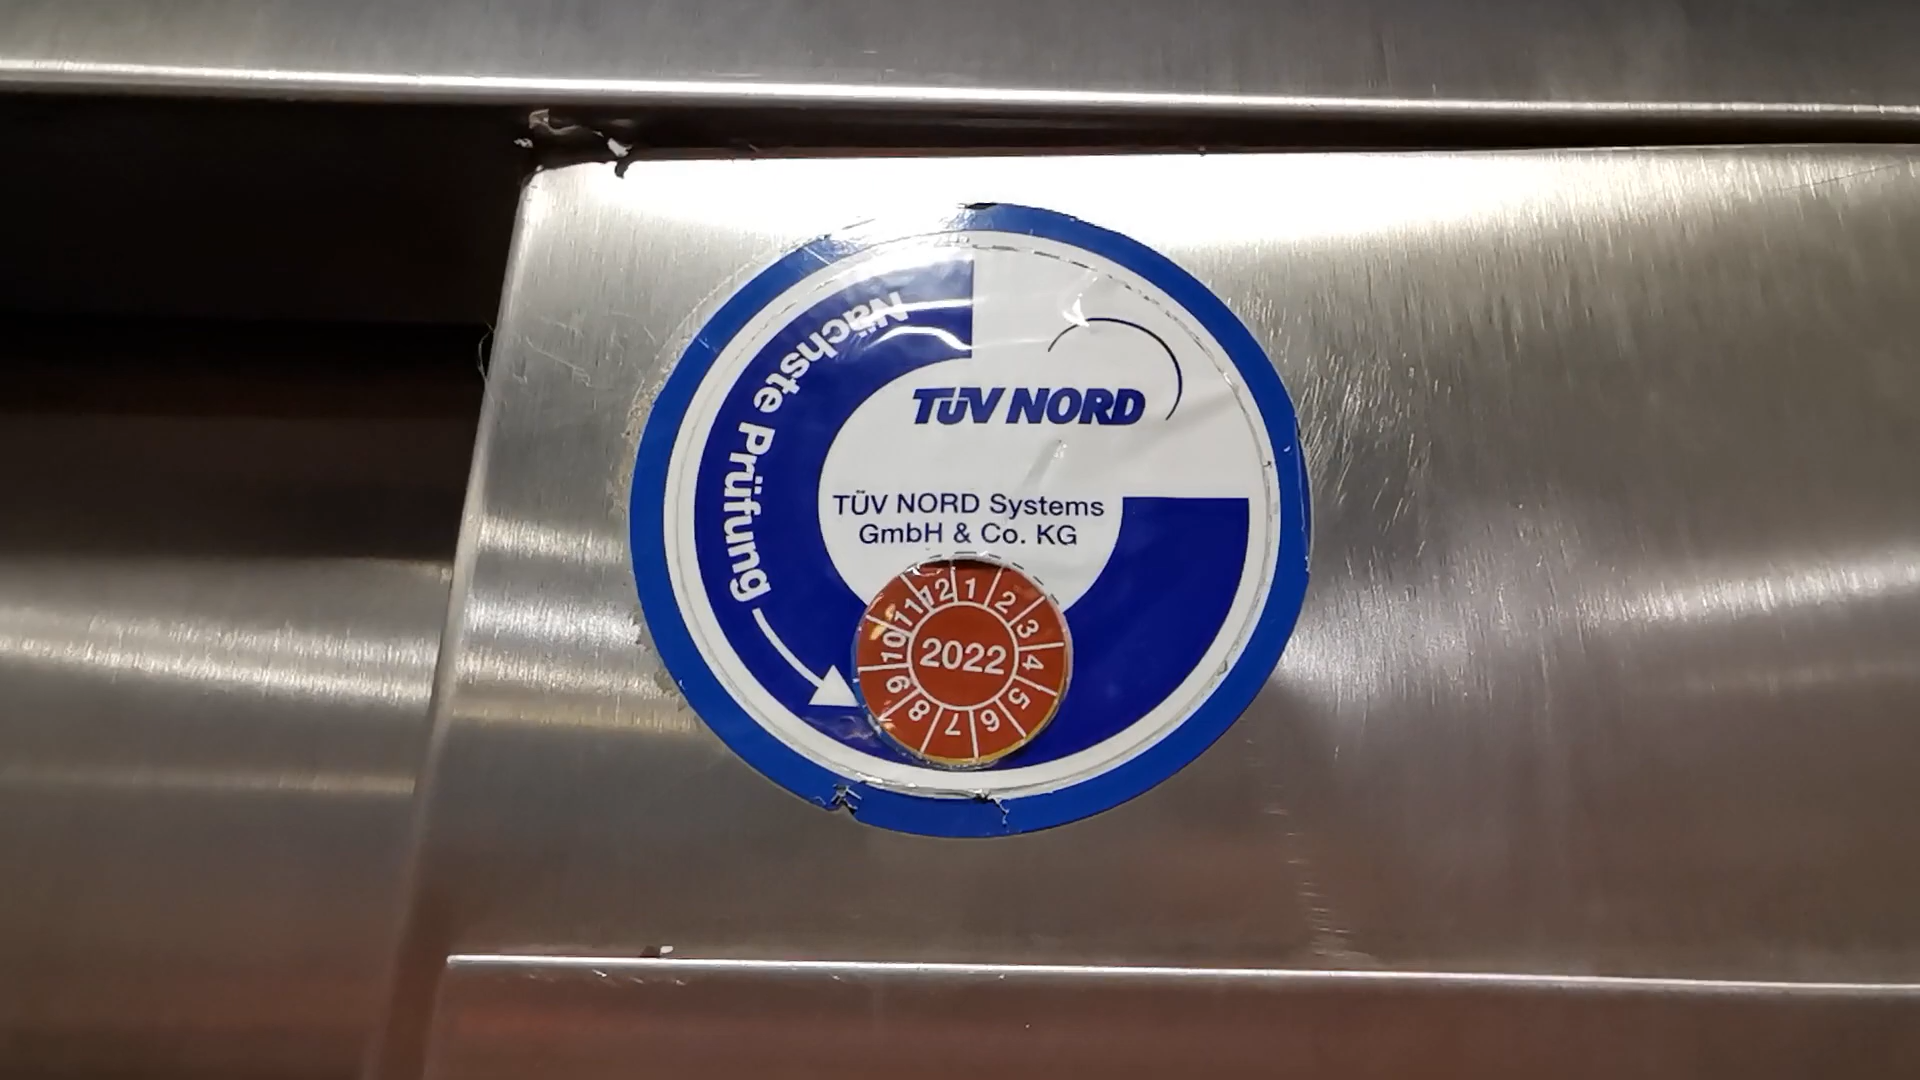 Nächste Prüfung
TÜV NORD
TÜV NORD Systems
GmbH & Co. KG
1 2 3 4 5 6 7 8 9 10 11 12
2022